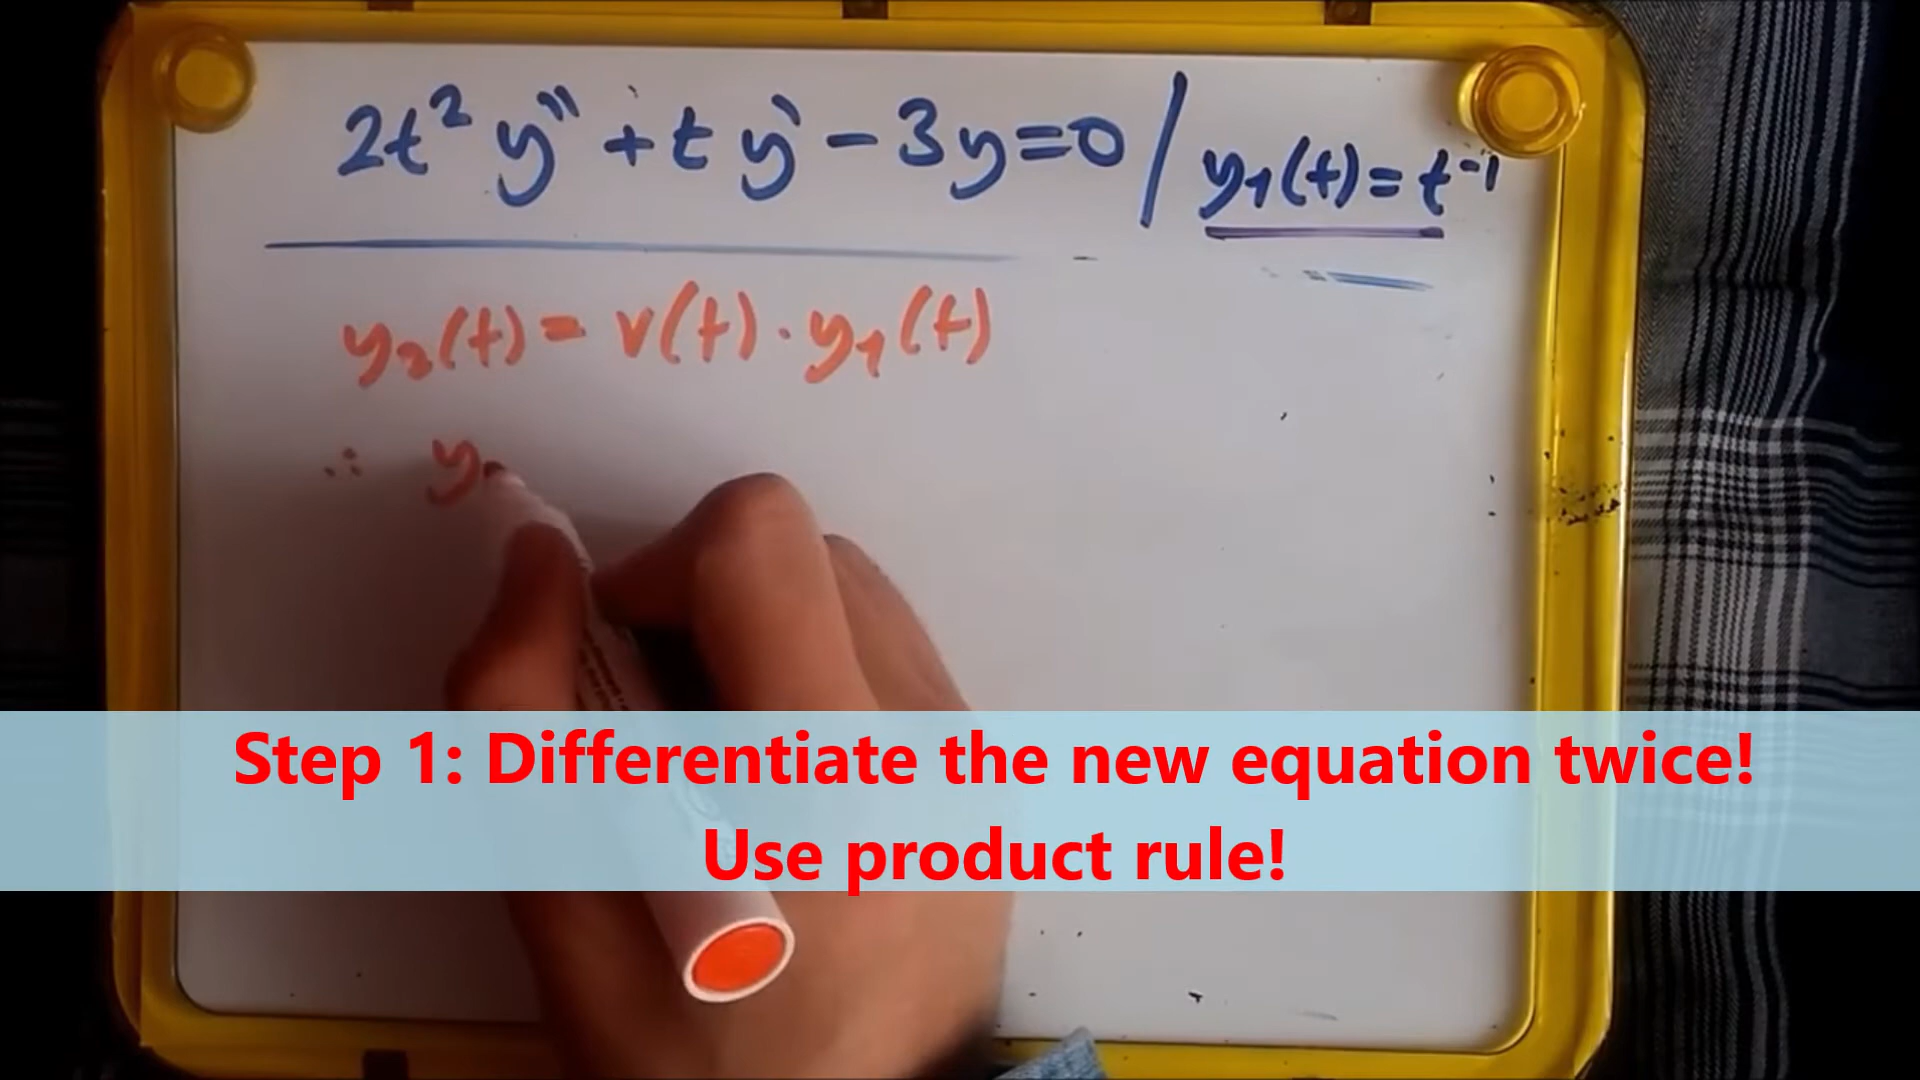 2t² y'' + t y' − 3y = 0 / y₁(t) = t⁻¹
y₂(t) = v(t) · y₁(t)
∴ y
Step 1: Differentiate the new equation twice!
Use product rule!